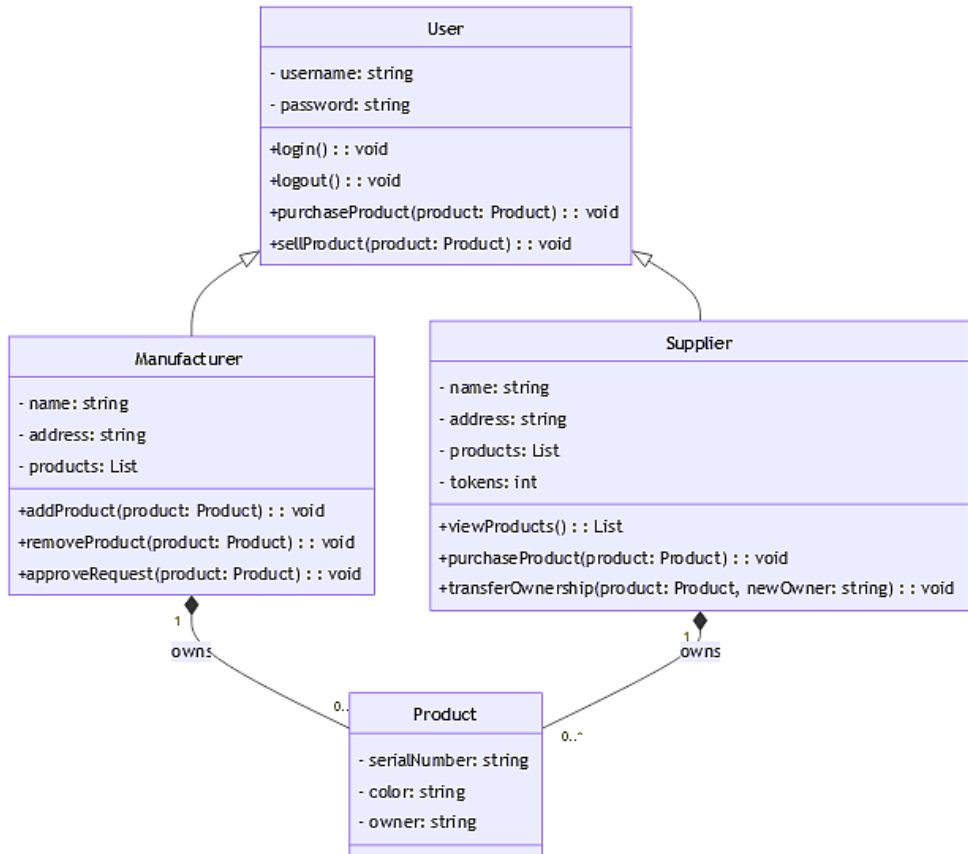 User
- username: string
- password: string
+login() : : void
+logout() : : void
+purchaseProduct(product: Product) : : void
+sellProduct(product: Product) : : void
Manufacturer
- name: string
- address: string
- products: List
+addProduct(product: Product) : : void
+removeProduct(product: Product) : : void
+approveRequest(product: Product) : : void
Supplier
- name: string
- address: string
- products: List
- tokens: int
+viewProducts() : : List
+purchaseProduct(product: Product) : : void
+transferOwnership(product: Product, newOwner: string) : : void
1
owns
1
owns
0..
0..*
Product
- serialNumber: string
- color: string
- owner: string